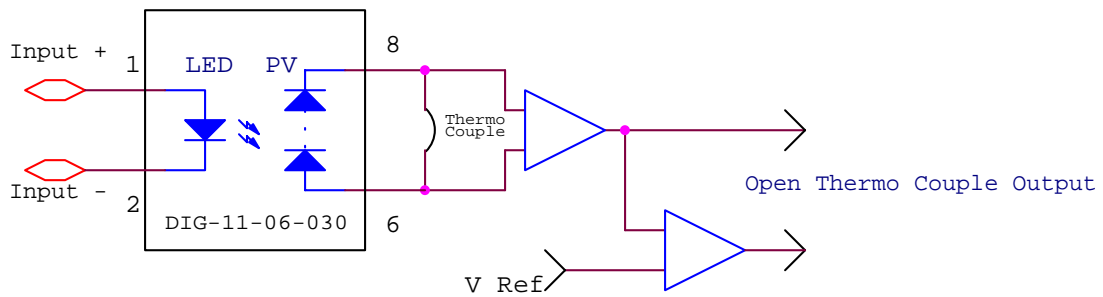 Input +
1
LED
PV
8
Thermo
Couple
Input -
2
DIG-11-06-030
6
Open Thermo Couple Output
V Ref